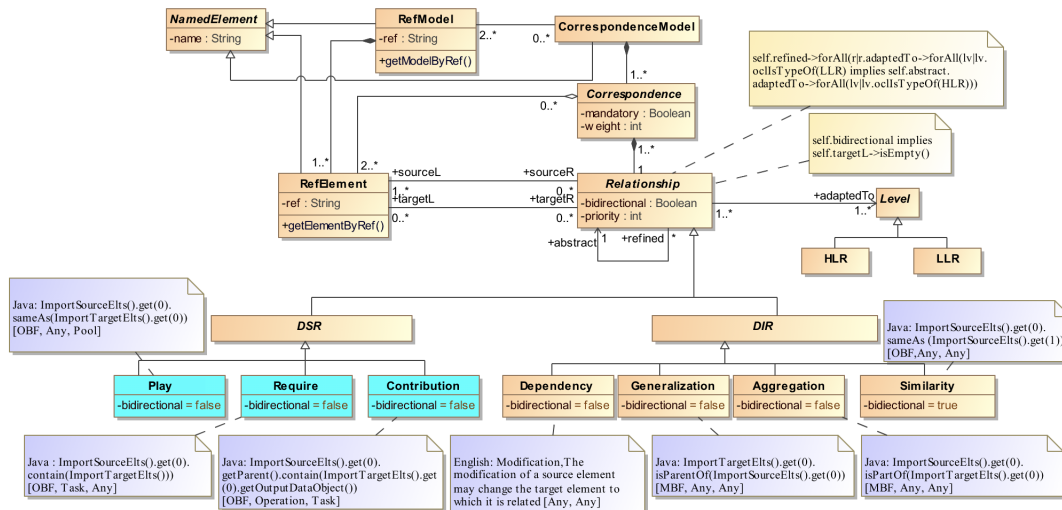 NamedElement
-name : String
RefModel
-ref : String
+getModelByRef()
2..*
0..*
CorrespondenceModel
1..*
Correspondence
-mandatory : Boolean
-weight : int
0..*
1..*
2..*
1..*
1
self.refined->forAll(r|r.adaptedTo->forAll(lv|lv.
oclIsTypeOf(LLR) implies self.abstract.
adaptedTo->forAll(lv|lv.oclIsTypeOf(HLR)))
self.bidirectional implies
self.targetL->isEmpty()
RefElement
-ref : String
+getElementByRef()
+sourceL
1..*
+targetL
0..*
+sourceR
0..*
+targetR
0..*
Relationship
-bidirectional : Boolean
-priority : int
+abstract
1
+refined
*
1..*
+adaptedTo
1..*
Level
HLR
LLR
Java: ImportSourceElts().get(0).
sameAs(ImportTargetElts().get(0))
[OBF, Any, Pool]
DSR
DIR
Java: ImportSourceElts().get(0).
sameAs (ImportSourceElts().get(1))
[OBF,Any, Any]
Play
-bidirectional = false
Require
-bidirectional = false
Contribution
-bidirectional = false
Dependency
-bidirectional = false
Generalization
-bidirectional = false
Aggregation
-bidirectional = false
Similarity
-bidiectional = true
Java : ImportSourceElts().get(0).
contain(ImportTargetElts()))
[OBF, Task, Any]
Java: ImportSourceElts().get(0).
getParent().contain(ImportTargetElts().get
(0).getOutputDataObject())
[OBF, Operation, Task]
English: Modification,The
modification of a source element
may change the target element to
which it is related [Any, Any]
Java: ImportTargetElts().get(0).
isParentOf(ImportSourceElts().get(0))
[MBF, Any, Any]
Java: ImportSourceElts().get(0).
isPartOf(ImportTargetElts().get(0))
[MBF, Any, Any]